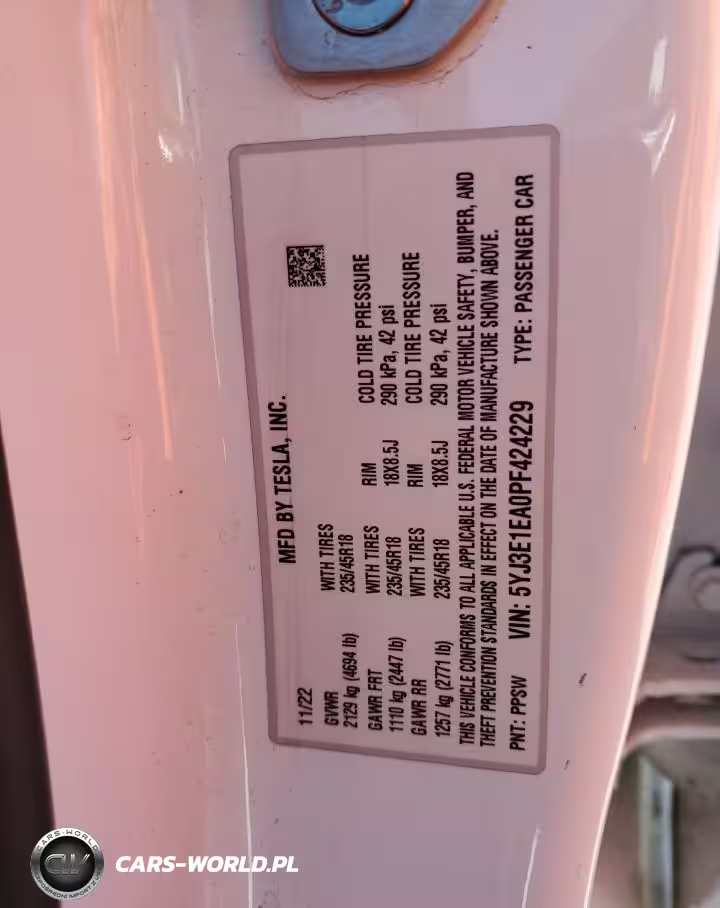 MFD BY TESLA, INC.
11/22
GVWR WITH TIRES
2129 kg (4694 lb) 235/45R18
GAWR FRT WITH TIRES RIM COLD TIRE PRESSURE
1110 kg (2447 lb) 235/45R18 18X8.5J 290 kPa, 42 psi
GAWR RR WITH TIRES RIM COLD TIRE PRESSURE
1257 kg (2771 lb) 235/45R18 18X8.5J 290 kPa, 42 psi
THIS VEHICLE CONFORMS TO ALL APPLICABLE U.S. FEDERAL MOTOR VEHICLE SAFETY, BUMPER, AND
THEFT PREVENTION STANDARDS IN EFFECT ON THE DATE OF MANUFACTURE SHOWN ABOVE.
PNT: PPSW VIN: 5YJ3E1EA0PF424229 TYPE: PASSENGER CAR
CARS-WORLD
CW
CARS-WORLD.PL